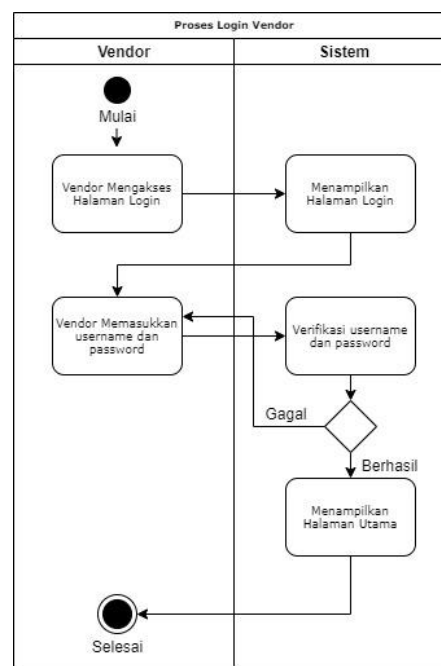 Proses Login Vendor
Vendor
Sistem
Mulai
Vendor Mengakses
Halaman Login
Menampilkan
Halaman Login
Vendor Memasukkan
username dan
password
Verifikasi username
dan password
Gagal
Berhasil
Menampilkan
Halaman Utama
Selesai